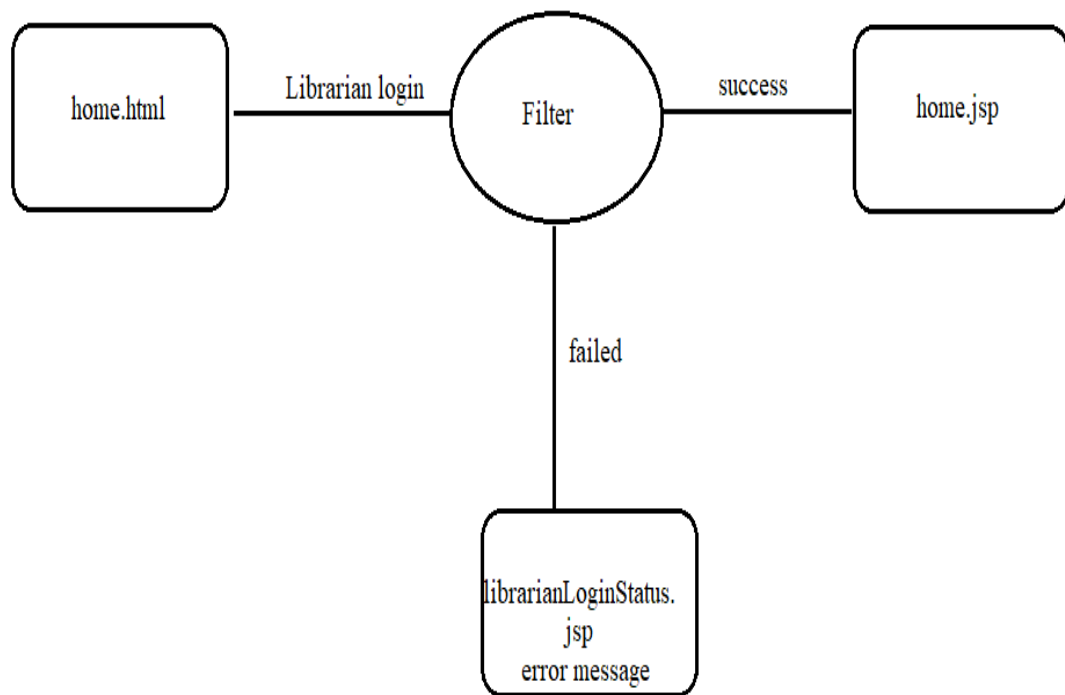 home.html
Librarian login
Filter
success
home.jsp
failed
librarianLoginStatus.
jsp
error message